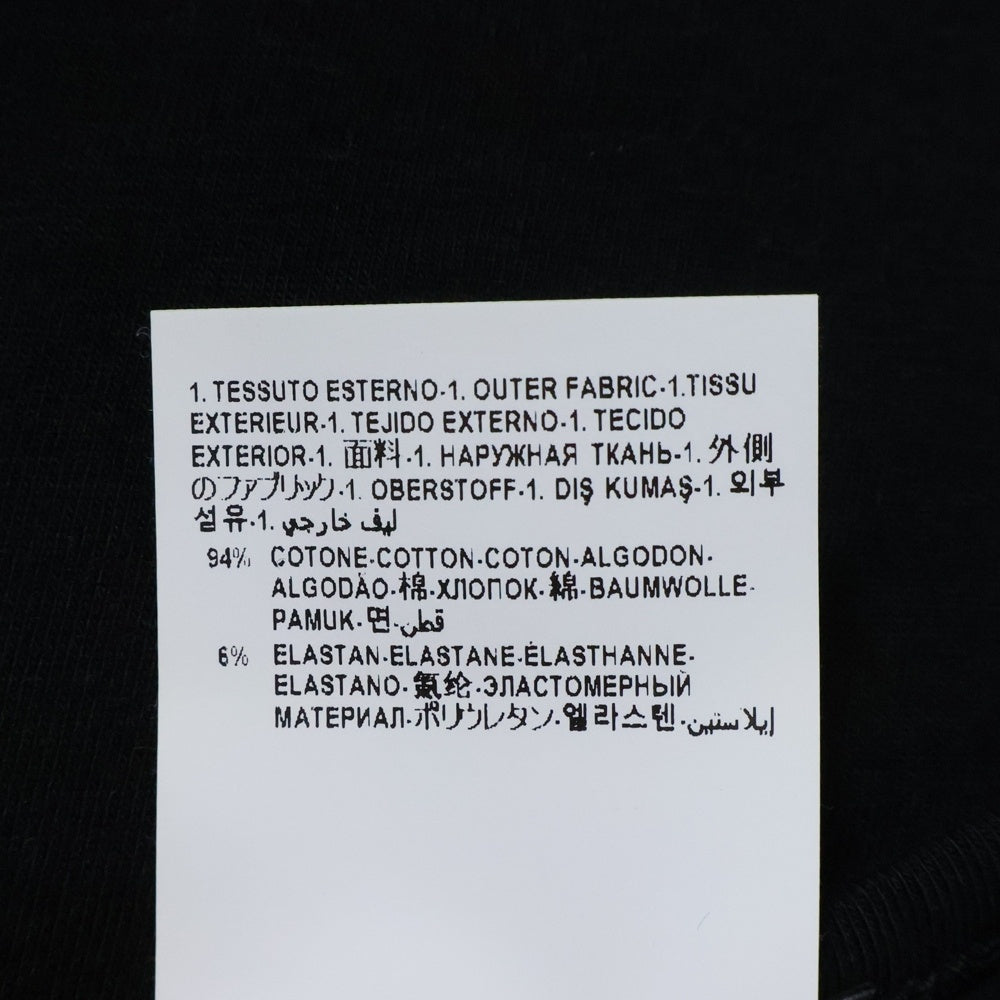 1. TESSUTO ESTERNO-1. OUTER FABRIC-1.TISSU
EXTERIEUR-1. TEJIDO EXTERNO-1. TECIDO
EXTERIOR-1. 面料-1. НАРУЖНАЯ ТКАНЬ-1. 外側
のファブリック-1. OBERSTOFF-1. DIŞ KUMAŞ-1. 외부
섬유-1. ليف خارجي
94% COTONE-COTTON-COTON-ALGODON-
ALGODÃO-棉-ХЛОПОК-綿-BAUMWOLLE-
PAMUK-면-قطن
6% ELASTAN-ELASTANE-ÉLASTHANNE-
ELASTANO-氨纶-ЭЛАСТОМЕРНЫЙ
МАТЕРИАЛ-ポリウレタン-엘라스텐-إيلاستين